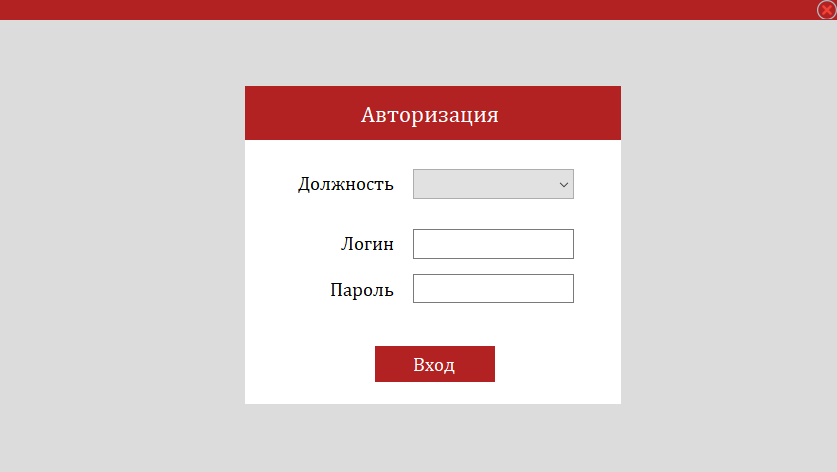 Авторизация
Должность
Логин
Пароль
Вход